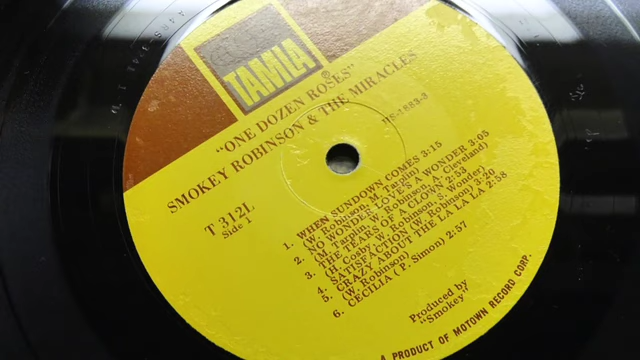 TAMLA
"ONE DOZEN ROSES"
SMOKEY ROBINSON & THE MIRACLES
T 312L
Side 1
1. WHEN SUNDOWN COMES 3:15
(W. Robinson, M. Tarplin)
2. NO WONDER LOVE'S A WONDER 3:05
(M. Tarplin, W. Robinson, A. Cleveland)
3. THE TEARS OF A CLOWN 2:53
(H. Cosby, W. Robinson, S. Wonder)
4. SATISFACTION (W. Robinson)
5. CRAZY ABOUT THE LA LA LA 2:58
(W. Robinson)
6. CECILIA (P. Simon) 2:57
Produced by
"Smokey"
A PRODUCT OF MOTOWN RECORD CORP.